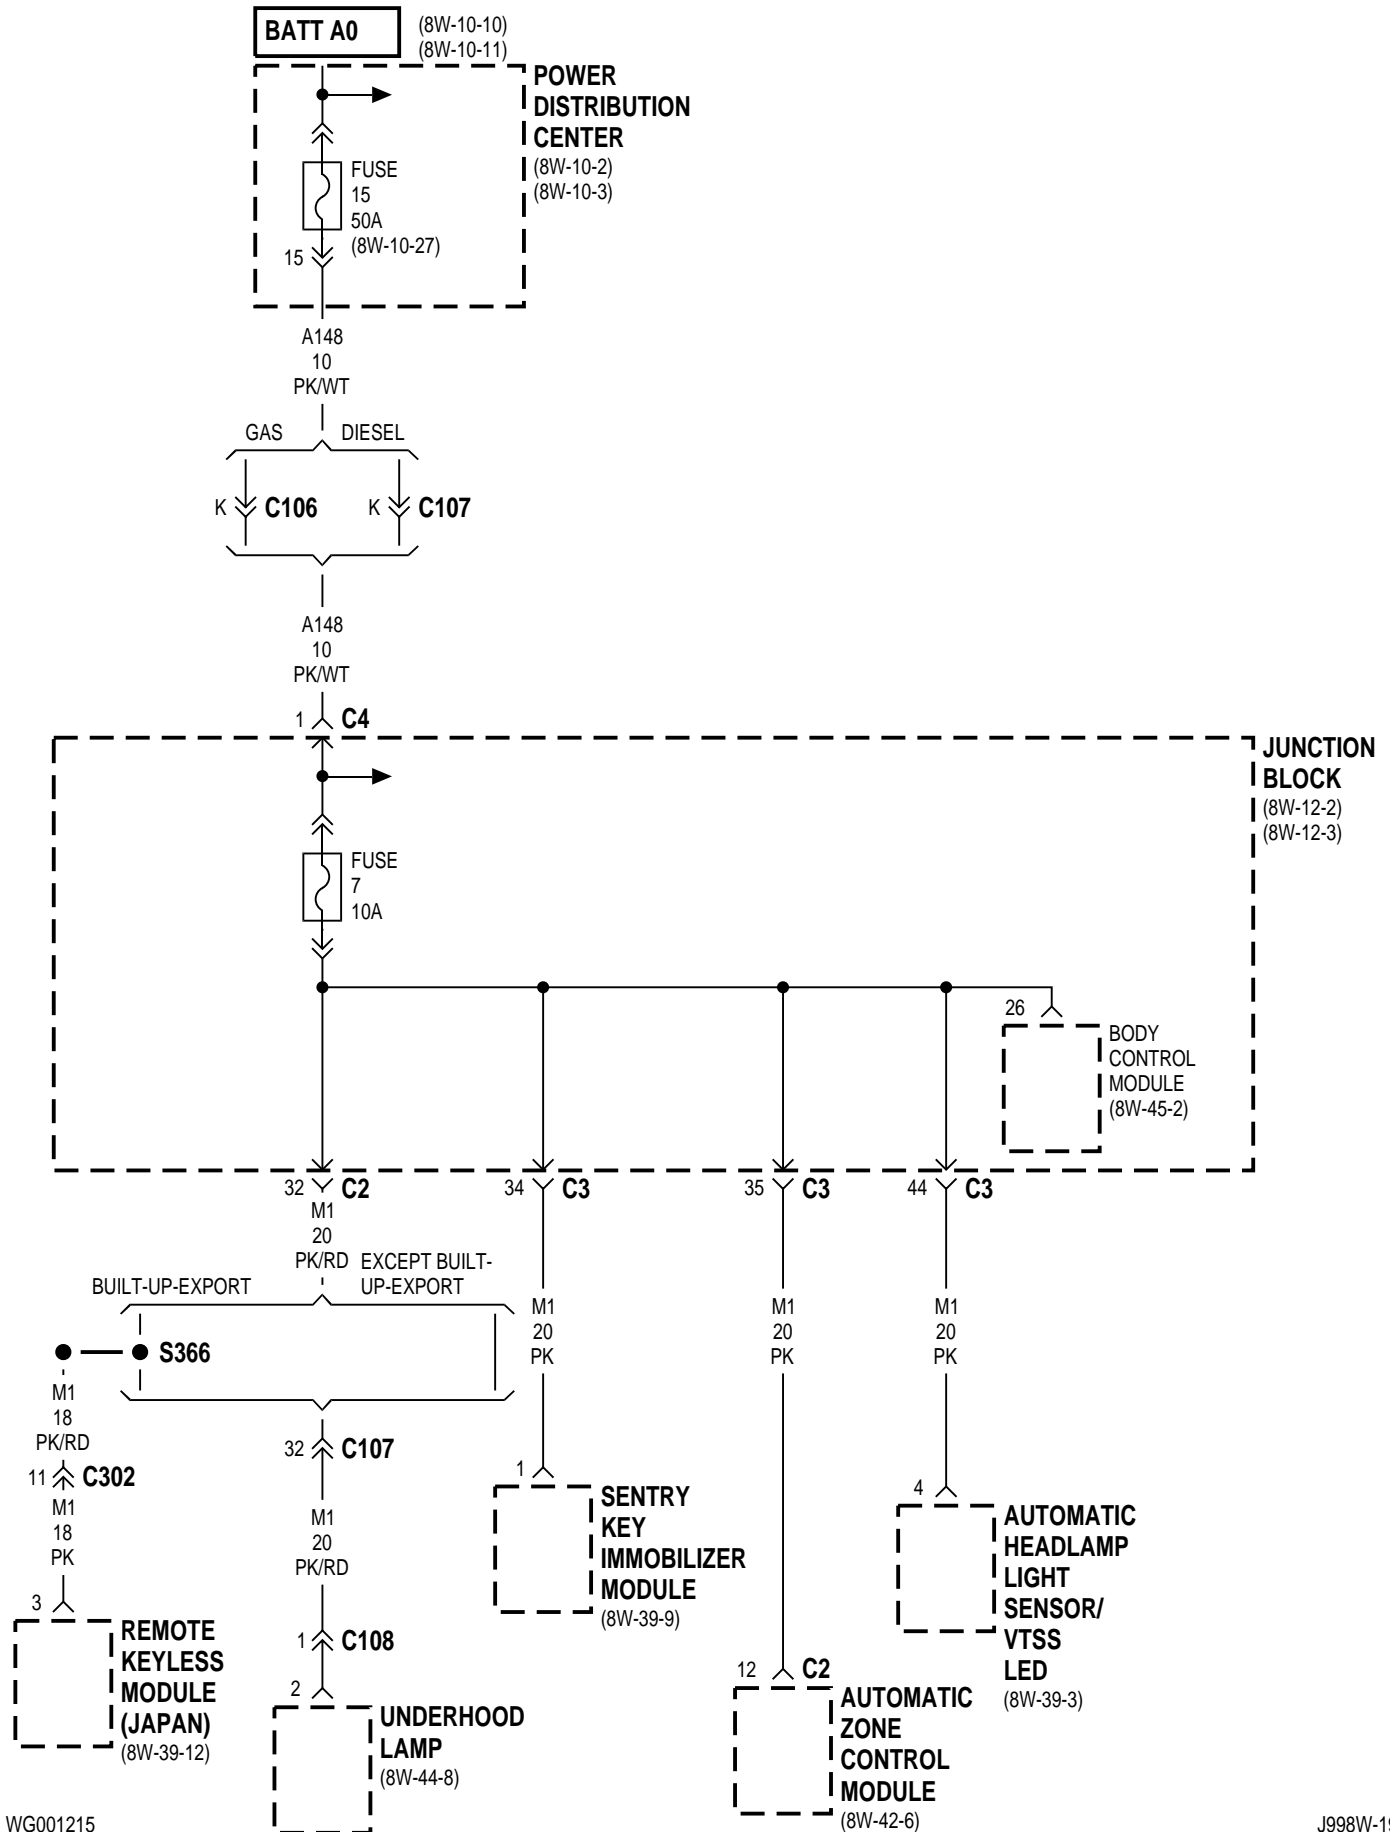 BATT A0
(8W-10-10)
(8W-10-11)
POWER
DISTRIBUTION
CENTER
(8W-10-2)
(8W-10-3)
FUSE
15
50A
(8W-10-27)
15
A148
10
PK/WT
GAS
DIESEL
K
C106
K
C107
A148
10
PK/WT
1
C4
JUNCTION
BLOCK
(8W-12-2)
(8W-12-3)
FUSE
7
10A
26
BODY
CONTROL
MODULE
(8W-45-2)
32
C2
34
C3
35
C3
44
C3
M1
20
PK/RD
BUILT-UP-EXPORT
EXCEPT BUILT-
UP-EXPORT
M1
20
PK
M1
20
PK
M1
20
PK
S366
M1
18
PK/RD
11
C302
M1
18
PK
3
REMOTE
KEYLESS
MODULE
(JAPAN)
(8W-39-12)
32
C107
M1
20
PK/RD
1
C108
2
UNDERHOOD
LAMP
(8W-44-8)
1
SENTRY
KEY
IMMOBILIZER
MODULE
(8W-39-9)
12
C2
AUTOMATIC
ZONE
CONTROL
MODULE
(8W-42-6)
4
AUTOMATIC
HEADLAMP
LIGHT
SENSOR/
VTSS
LED
(8W-39-3)
WG001215